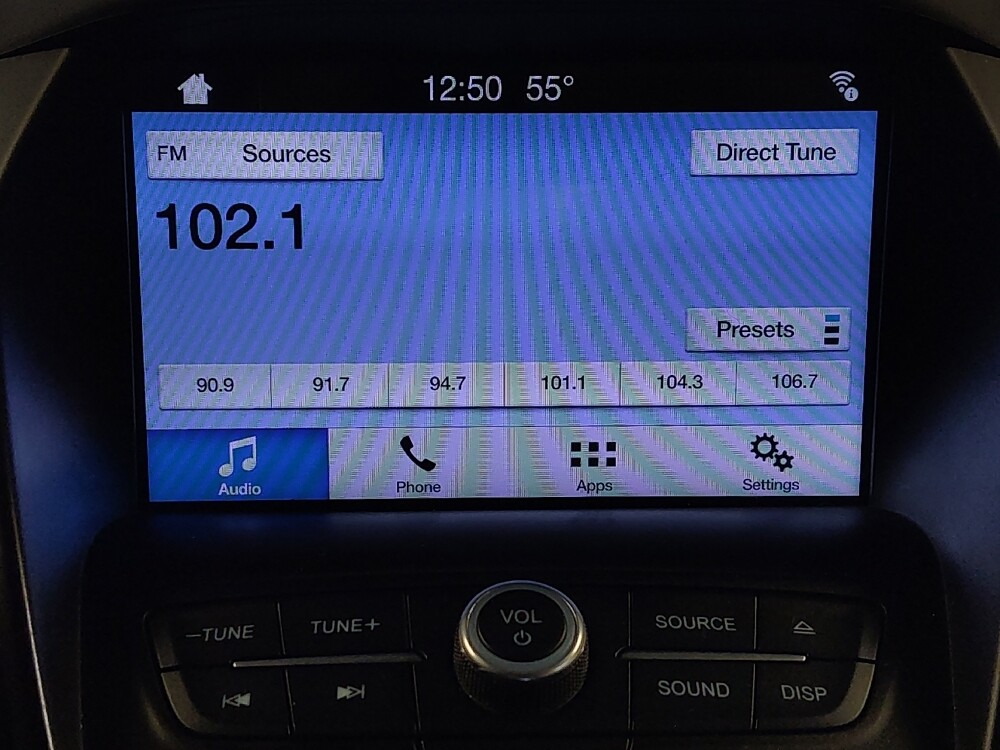 12:50 55°
FM Sources Direct Tune
102.1
Presets
90.9 91.7 94.7 101.1 104.3 106.7
Audio Phone Apps Settings
VOL
–TUNE TUNE+ SOURCE
SOUND DISP